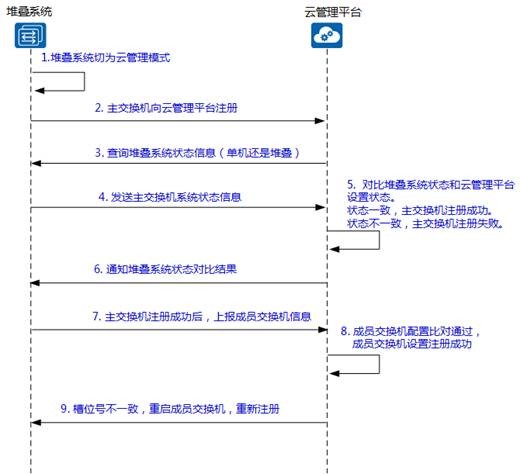 堆叠系统
云管理平台
1.堆叠系统切为云管理模式
2. 主交换机向云管理平台注册
3. 查询堆叠系统状态信息（单机还是堆叠）
4. 发送主交换机系统状态信息
5. 对比堆叠系统状态和云管理平台
设置状态。
状态一致，主交换机注册成功。
状态不一致，主交换机注册失败。
6. 通知堆叠系统状态对比结果
7. 主交换机注册成功后，上报成员交换机信息
8. 成员交换机配置比对通过，
成员交换机设置注册成功
9. 槽位号不一致，重启成员交换机，重新注册